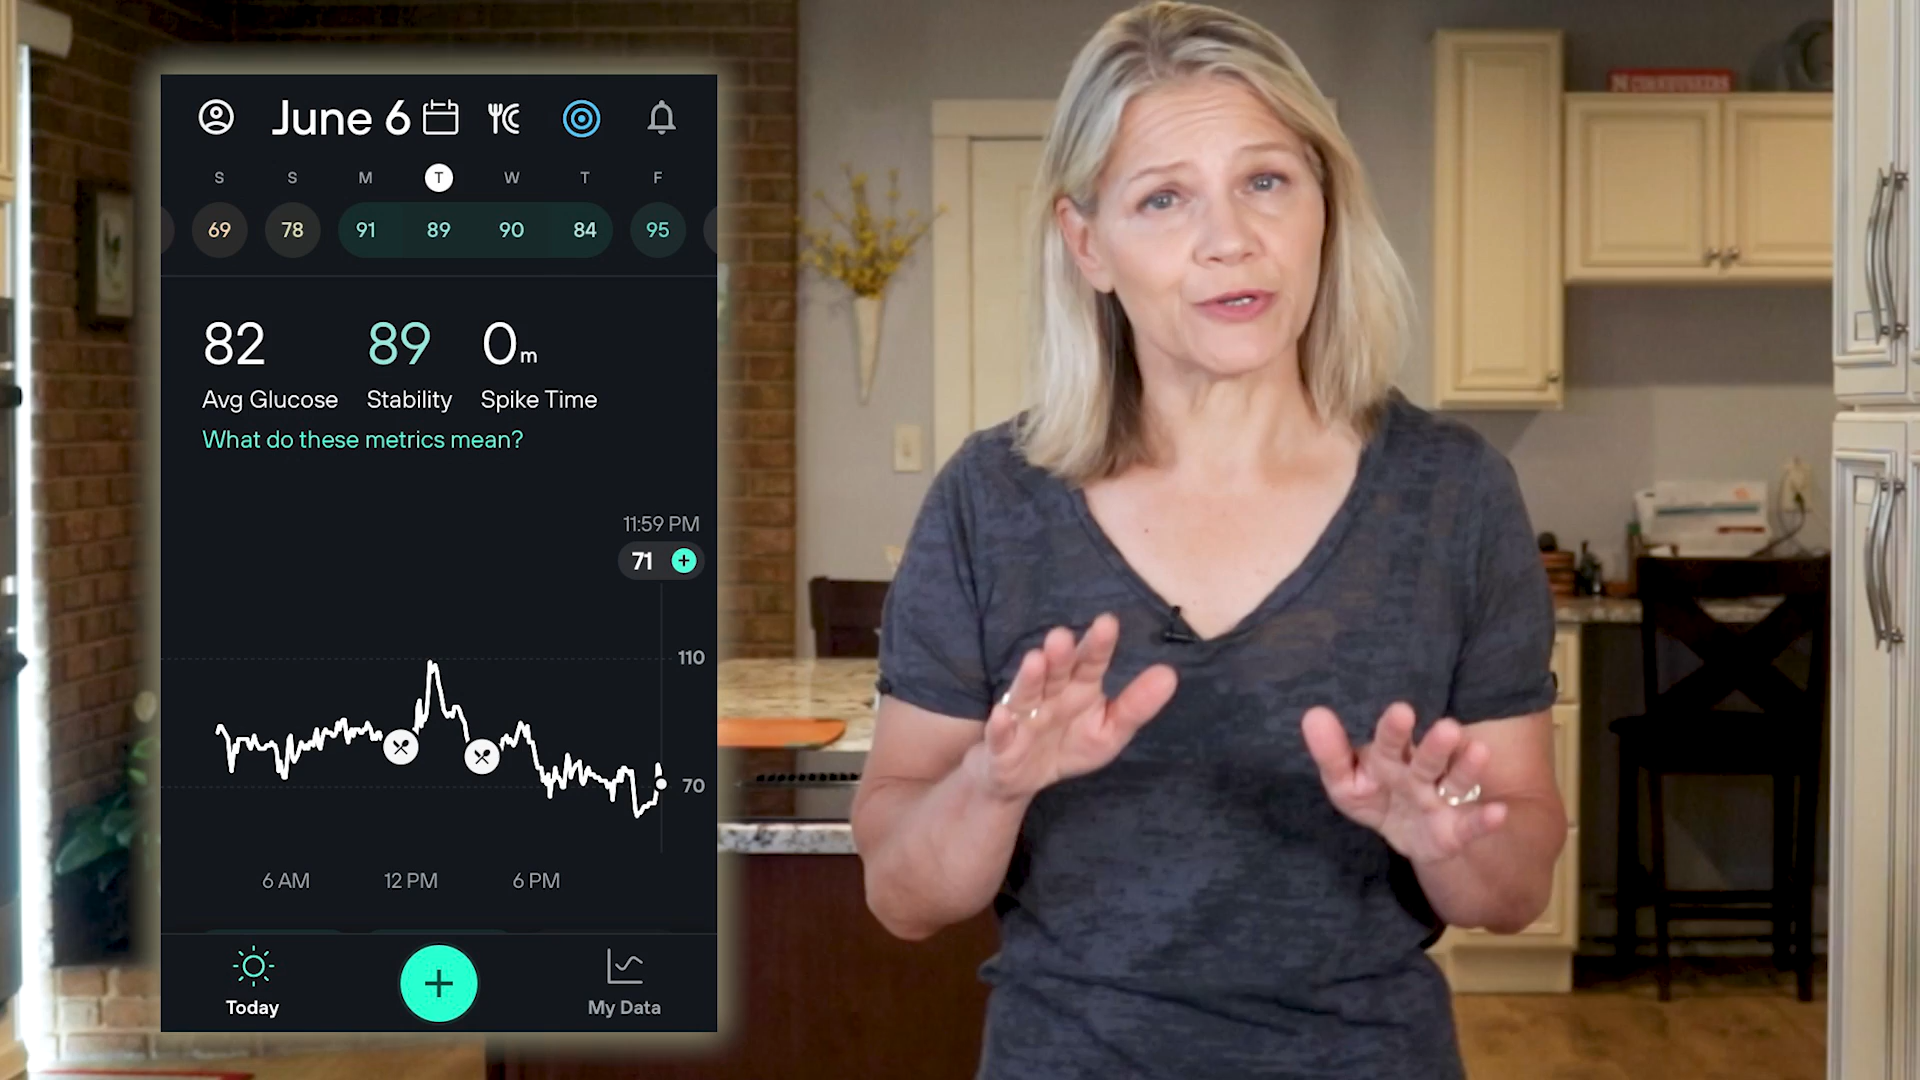 June 6
S S M T W T F
69 78 91 89 90 84 95
82 89 0m
Avg Glucose Stability Spike Time
What do these metrics mean?
11:59 PM
71 +
110
70
6 AM 12 PM 6 PM
+
Today My Data